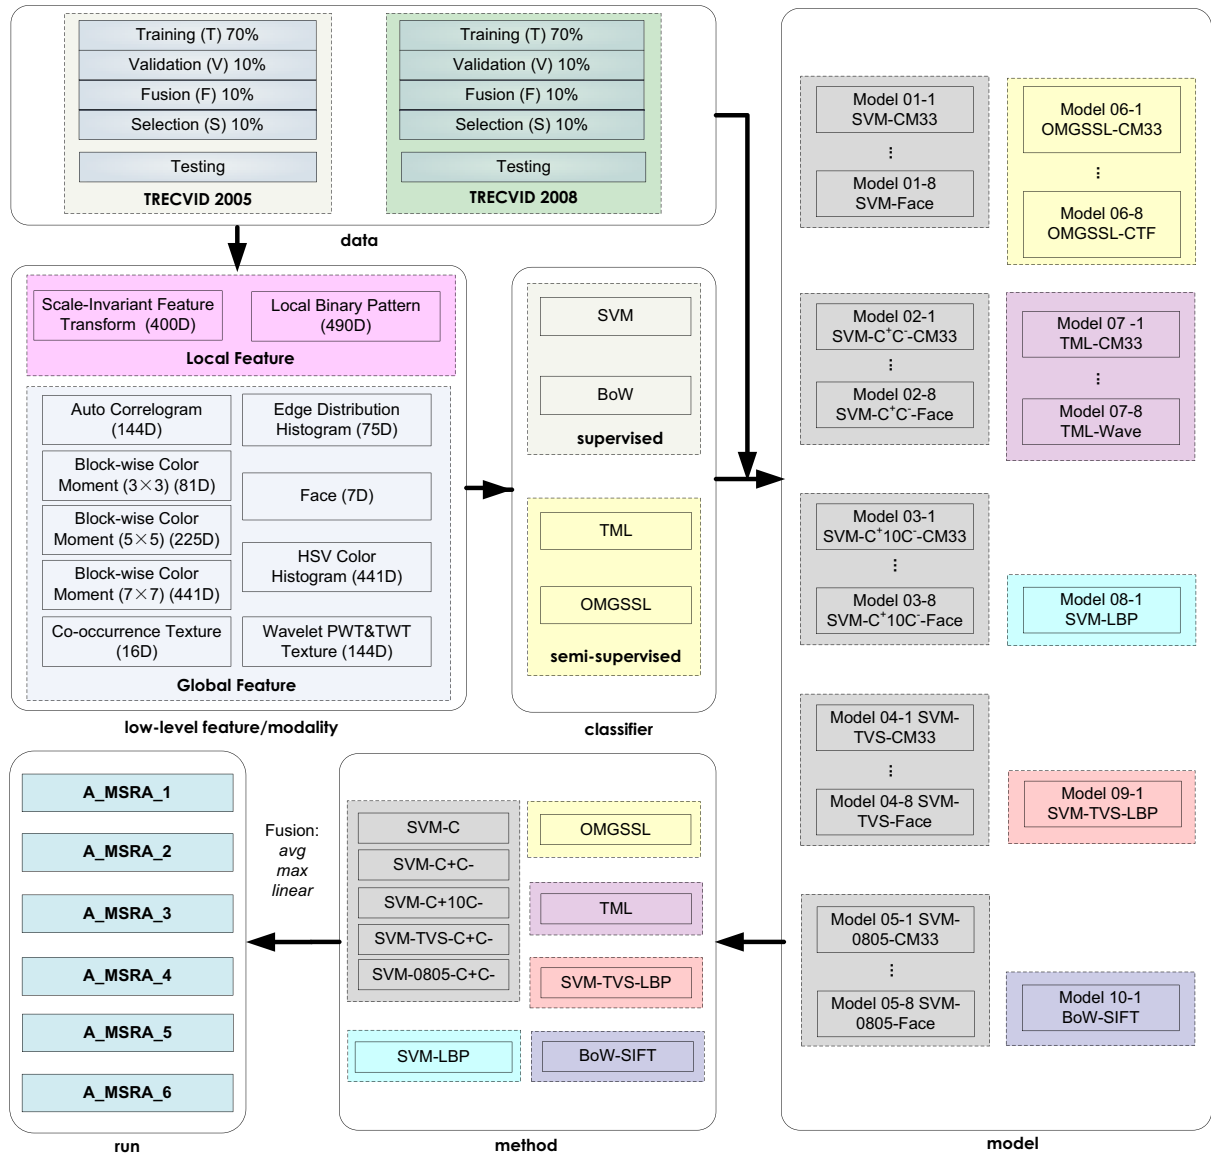 Training (T) 70%
Validation (V) 10%
Fusion (F) 10%
Selection (S) 10%
Testing
TRECVID 2005
Training (T) 70%
Validation (V) 10%
Fusion (F) 10%
Selection (S) 10%
Testing
TRECVID 2008
data
Scale-Invariant Feature
Transform (400D)
Local Binary Pattern
(490D)
Local Feature
Auto Correlogram
(144D)
Edge Distribution
Histogram (75D)
Block-wise Color
Moment (3×3) (81D)
Face (7D)
Block-wise Color
Moment (5×5) (225D)
HSV Color
Histogram (441D)
Block-wise Color
Moment (7×7) (441D)
Co-occurrence Texture
(16D)
Wavelet PWT&TWT
Texture (144D)
Global Feature
low-level feature/modality
SVM
BoW
supervised
TML
OMGSSL
semi-supervised
classifier
Model 01-1
SVM-CM33
...
Model 01-8
SVM-Face
Model 06-1
OMGSSL-CM33
...
Model 06-8
OMGSSL-CTF
Model 02-1
SVM-C⁺C⁻-CM33
...
Model 02-8
SVM-C⁺C⁻-Face
Model 07 -1
TML-CM33
...
Model 07-8
TML-Wave
Model 03-1
SVM-C⁺10C⁻-CM33
...
Model 03-8
SVM-C⁺10C⁻-Face
Model 08-1
SVM-LBP
Model 04-1 SVM-
TVS-CM33
...
Model 04-8 SVM-
TVS-Face
Model 09-1
SVM-TVS-LBP
Model 05-1 SVM-
0805-CM33
...
Model 05-8 SVM-
0805-Face
Model 10-1
BoW-SIFT
model
SVM-C
SVM-C+C-
SVM-C+10C-
SVM-TVS-C+C-
SVM-0805-C+C-
OMGSSL
TML
SVM-TVS-LBP
SVM-LBP
BoW-SIFT
method
Fusion:
avg
max
linear
A_MSRA_1
A_MSRA_2
A_MSRA_3
A_MSRA_4
A_MSRA_5
A_MSRA_6
run